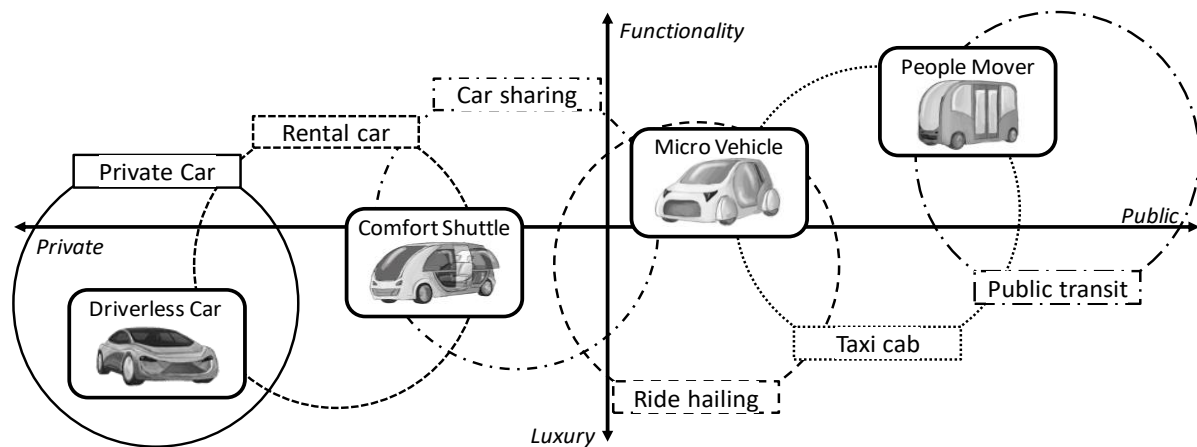 Functionality
People Mover
Car sharing
Rental car
Micro Vehicle
Private Car
Public
Private
Comfort Shuttle
Public transit
Driverless Car
Taxi cab
Ride hailing
Luxury